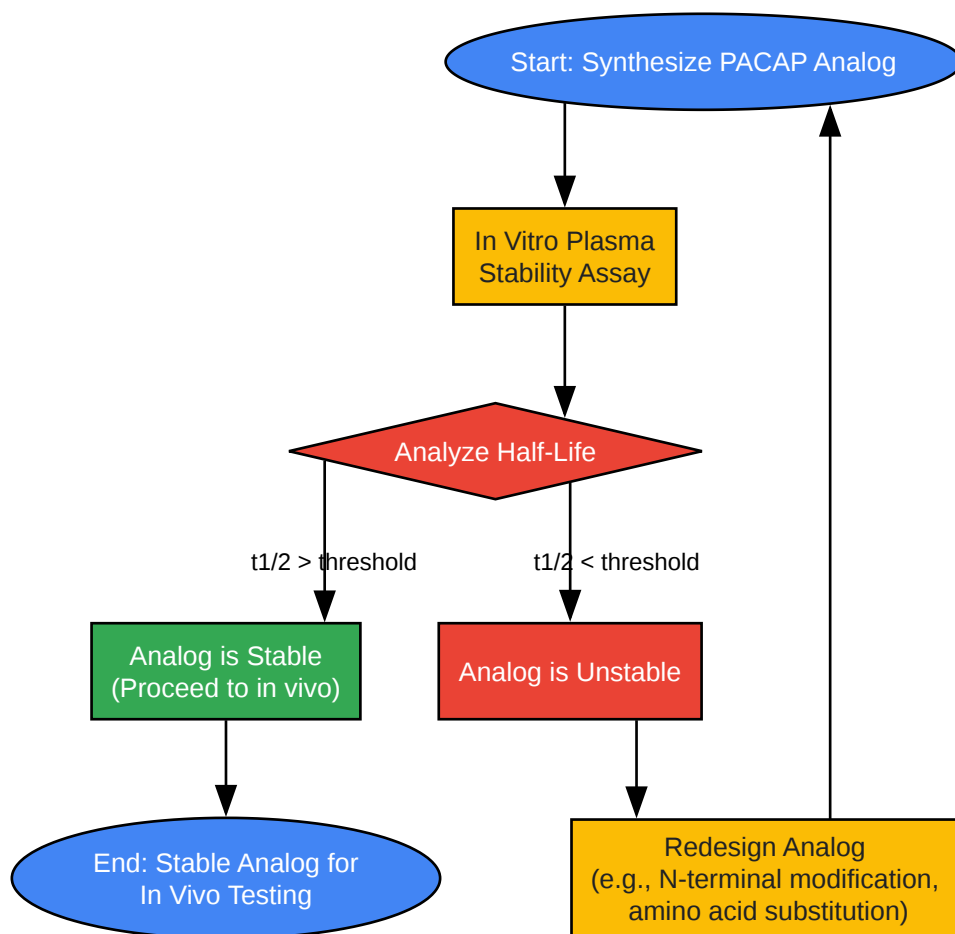 Start: Synthesize PACAP Analog
In Vitro Plasma
Stability Assay
Analyze Half-Life
t1/2 > threshold
t1/2 < threshold
Analog is Stable
(Proceed to in vivo)
Analog is Unstable
End: Stable Analog for
In Vivo Testing
Redesign Analog
(e.g., N-terminal modification,
amino acid substitution)